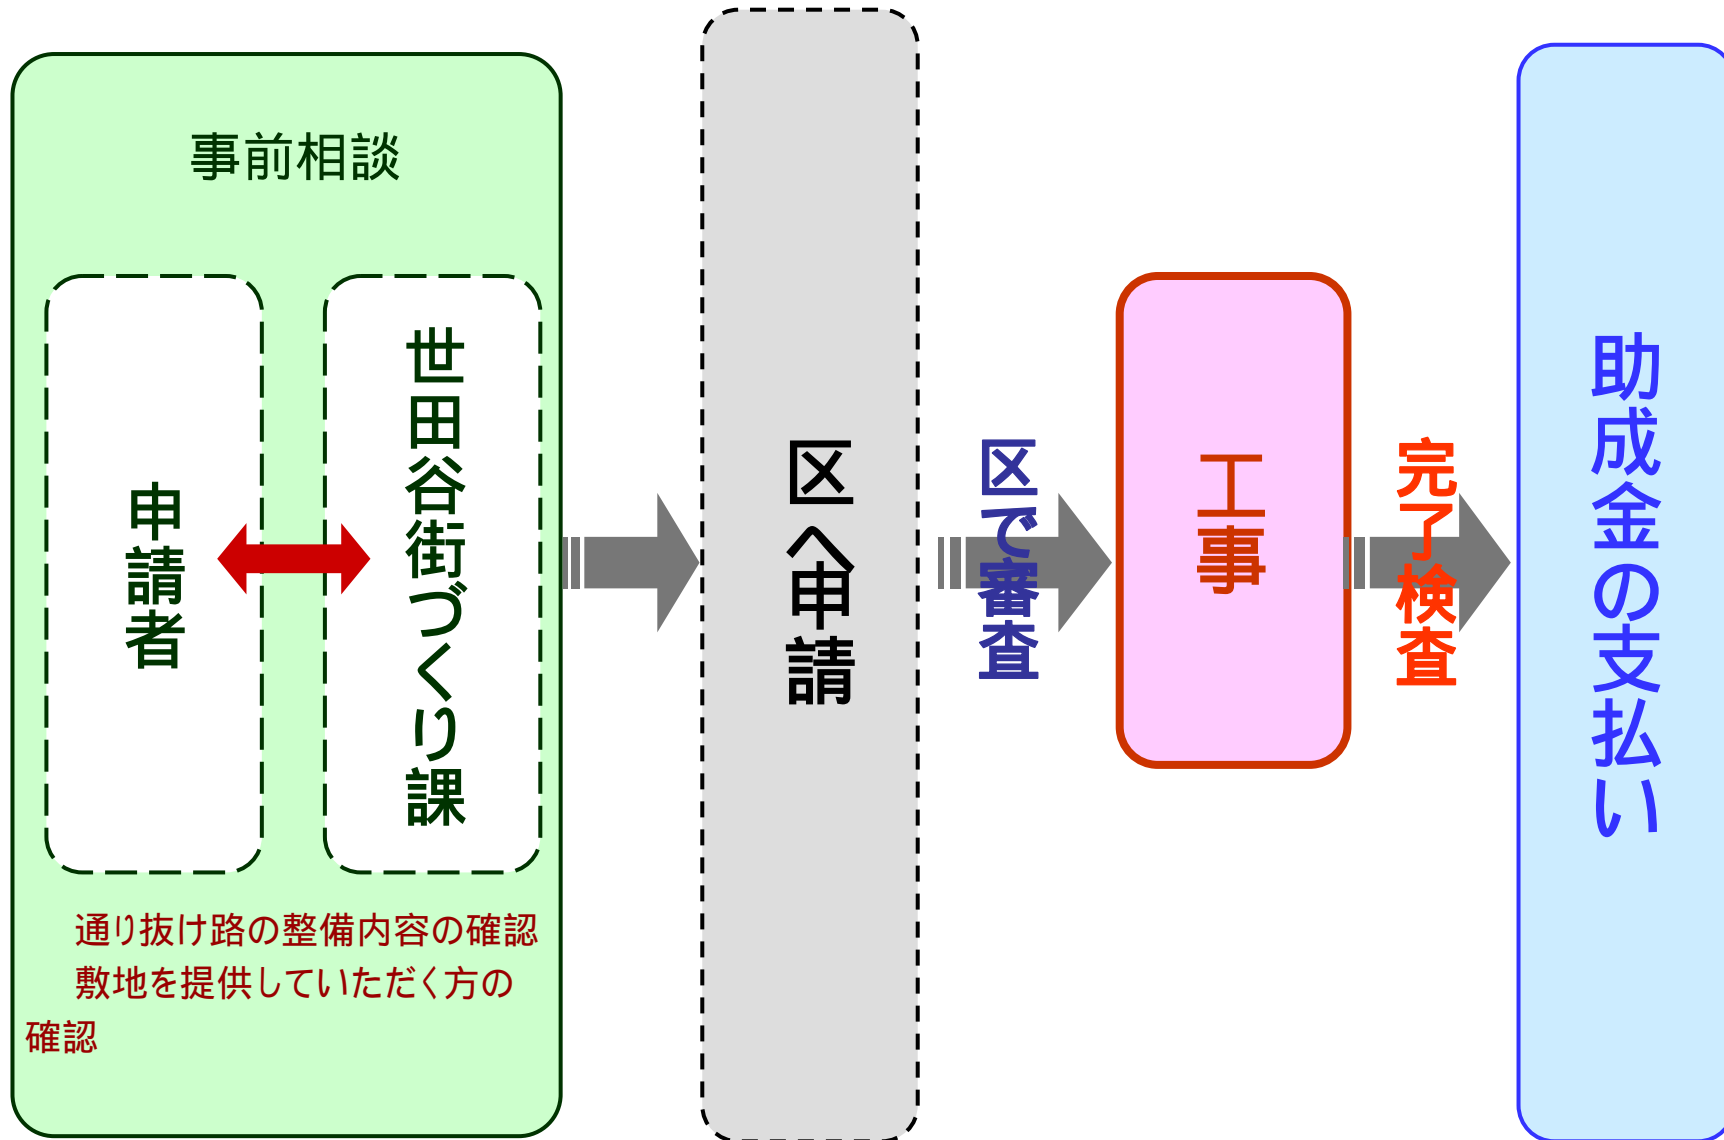 事前相談
申請者
世田谷街づくり課
通り抜け路の整備内容の確認
敷地を提供していただく方の
確認
区へ申請
区で審査
工事
完了検査
助成金の支払い